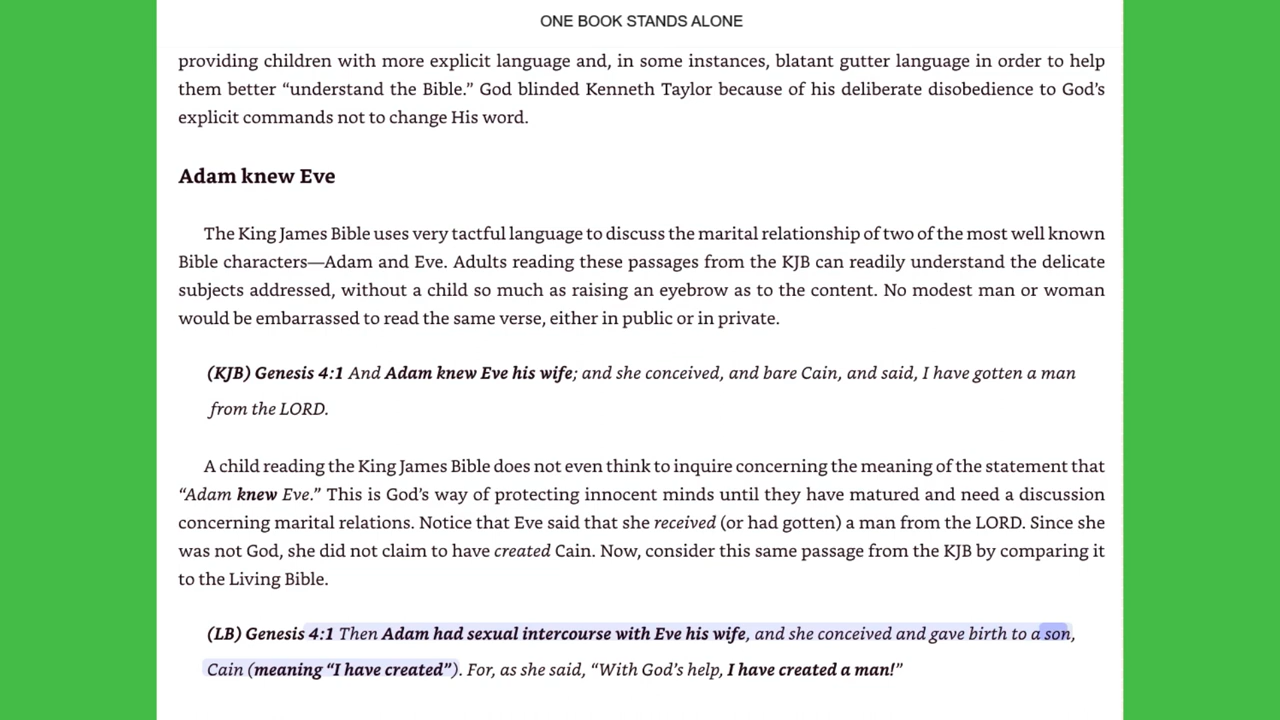 ONE BOOK STANDS ALONE
providing children with more explicit language and, in some instances, blatant gutter language in order to help
them better “understand the Bible.” God blinded Kenneth Taylor because of his deliberate disobedience to God’s
explicit commands not to change His word.
Adam knew Eve
The King James Bible uses very tactful language to discuss the marital relationship of two of the most well known
Bible characters—Adam and Eve. Adults reading these passages from the KJB can readily understand the delicate
subjects addressed, without a child so much as raising an eyebrow as to the content. No modest man or woman
would be embarrassed to read the same verse, either in public or in private.
(KJB) Genesis 4:1 And Adam knew Eve his wife; and she conceived, and bare Cain, and said, I have gotten a man
from the LORD.
A child reading the King James Bible does not even think to inquire concerning the meaning of the statement that
“Adam knew Eve.” This is God’s way of protecting innocent minds until they have matured and need a discussion
concerning marital relations. Notice that Eve said that she received (or had gotten) a man from the LORD. Since she
was not God, she did not claim to have created Cain. Now, consider this same passage from the KJB by comparing it
to the Living Bible.
(LB) Genesis 4:1 Then Adam had sexual intercourse with Eve his wife, and she conceived and gave birth to a son,
Cain (meaning “I have created”). For, as she said, “With God’s help, I have created a man!”